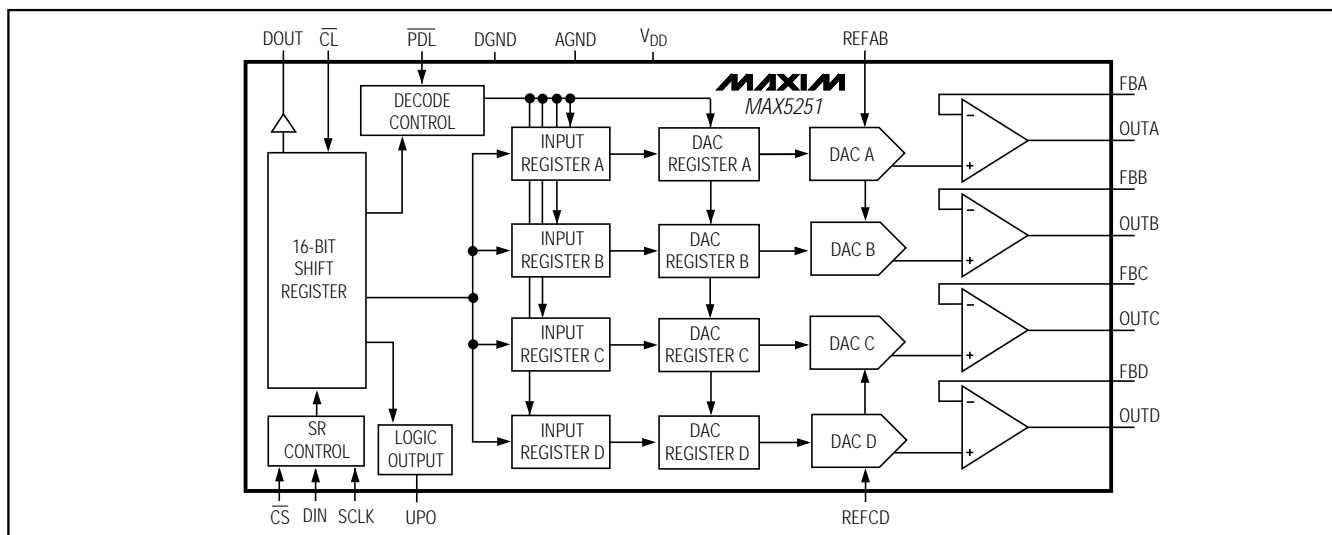 DOUT
CL
PDL
DGND
AGND
VDD
REFAB
MAXIM
MAX5251
DECODE
CONTROL
FBA
OUTA
INPUT
REGISTER A
DAC
REGISTER A
DAC A
FBB
OUTB
INPUT
REGISTER B
DAC
REGISTER B
DAC B
16-BIT
SHIFT
REGISTER
FBC
OUTC
INPUT
REGISTER C
DAC
REGISTER C
DAC C
FBD
OUTD
INPUT
REGISTER D
DAC
REGISTER D
DAC D
SR
CONTROL
LOGIC
OUTPUT
CS
DIN
SCLK
UPO
REFCD
- +
- +
- +
- +